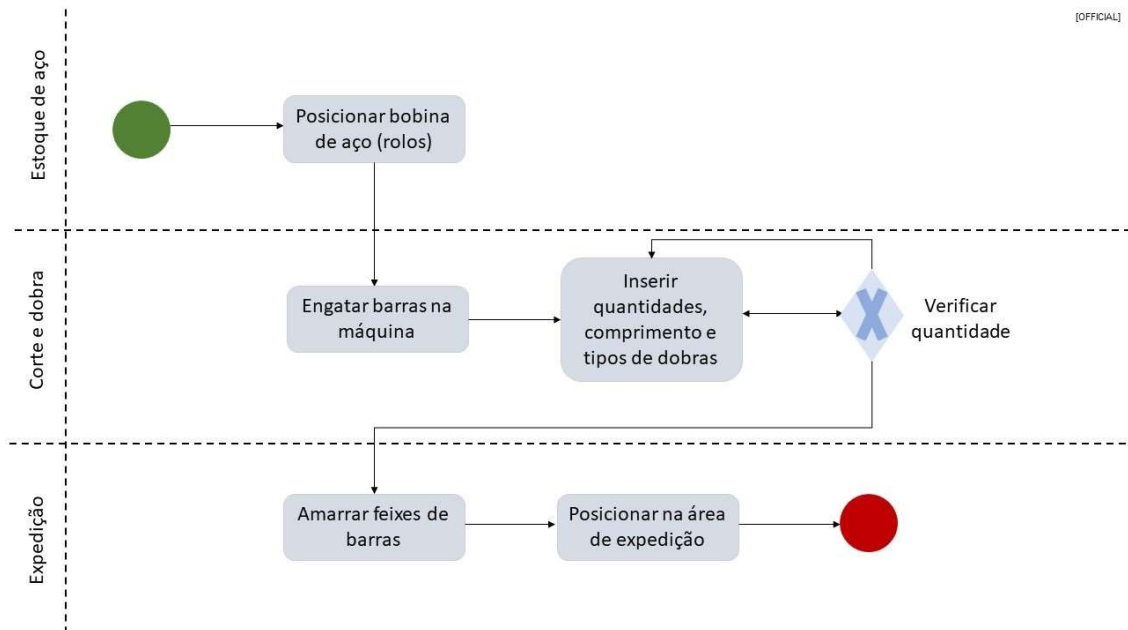 [OFFICIAL]
Estoque de aço
Posicionar bobina
de aço (rolos)
Corte e dobra
Engatar barras na
máquina
Inserir
quantidades,
comprimento e
tipos de dobras
Verificar
quantidade
Expedição
Amarrar feixes de
barras
Posicionar na área
de expedição